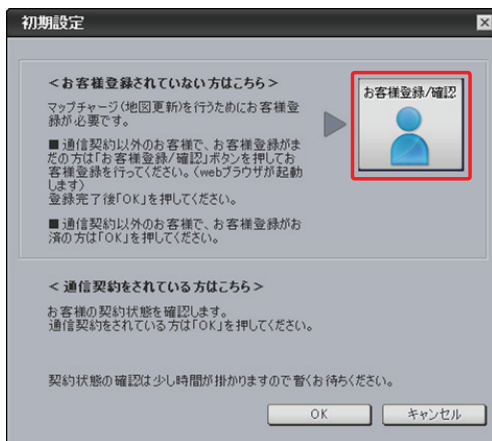 初期設定
＜お客様登録されていない方はこちら＞
お客様登録/確認
マップチャージ(地図更新)を行うためにお客様登
録が必要です。
■通信契約以外のお客様で、お客様登録がま
だの方は「お客様登録/確認」ボタンを押してお
客様登録を行ってください。(webブラウザが起動
します)
登録完了後「OK」を押してください。
■通信契約以外のお客様で、お客様登録がお
済の方は「OK」を押してください。
＜通信契約をされている方はこちら＞
お客様の契約状態を確認します。
通信契約をされている方は「OK」を押してください。
契約状態の確認は少し時間が掛かりますので暫くお待ちください。
OK
キャンセル